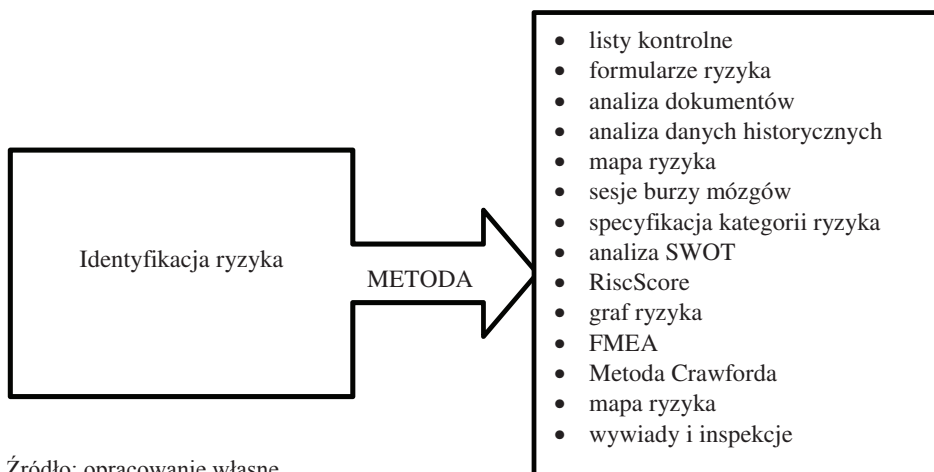 Identyfikacja ryzyka
METODA
• listy kontrolne
• formularze ryzyka
• analiza dokumentów
• analiza danych historycznych
• mapa ryzyka
• sesje burzy mózgów
• specyfikacja kategorii ryzyka
• analiza SWOT
• RiscScore
• graf ryzyka
• FMEA
• Metoda Crawforda
• mapa ryzyka
• wywiady i inspekcje
Źródło: opracowanie własne